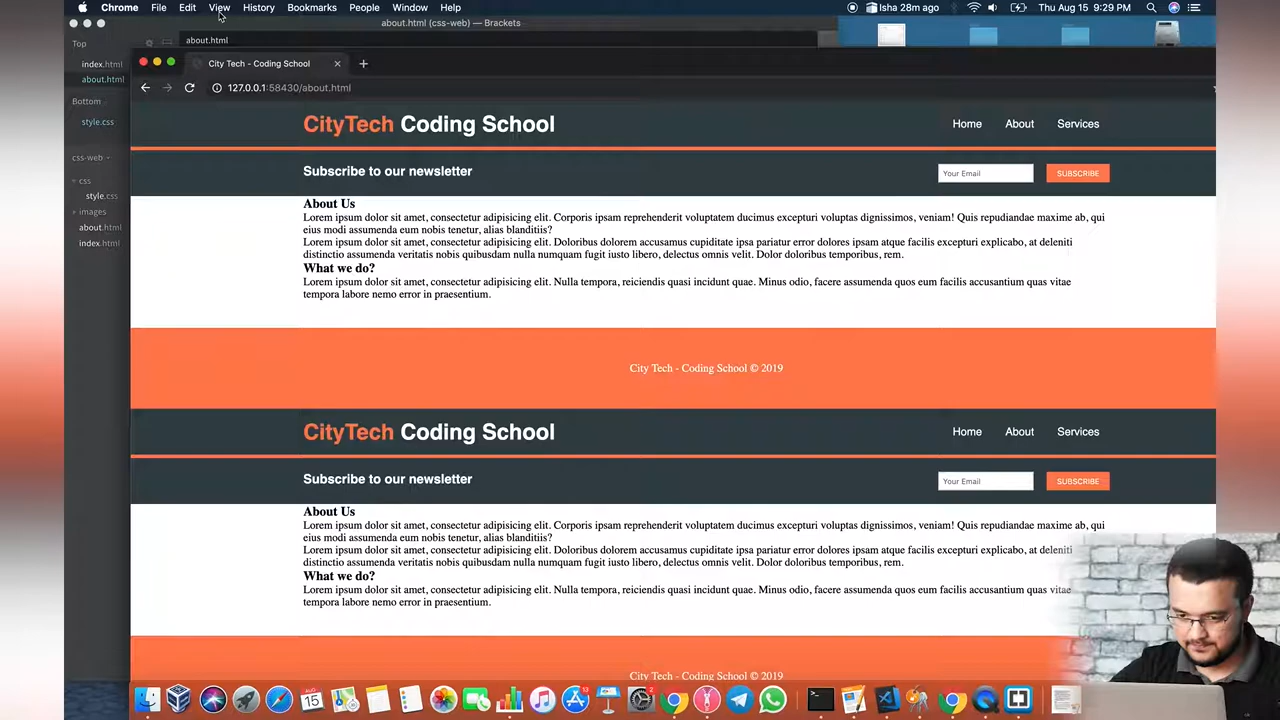 Chrome File Edit View History Bookmarks People Window Help
Isha 28m ago Thu Aug 15 9:29 PM
about.html (css-web) — Brackets
Top
about.html
index.html
about.html
Bottom
style.css
css-web
css
style.css
images
about.html
index.html
City Tech - Coding School
127.0.0.1:58430/about.html
CityTech Coding School
Home About Services
Subscribe to our newsletter
Your Email
SUBSCRIBE
About Us
Lorem ipsum dolor sit amet, consectetur adipisicing elit. Corporis ipsam reprehenderit voluptatem ducimus excepturi voluptas dignissimos, veniam! Quis repudiandae maxime ab, qui
eius modi assumenda eum nobis tenetur, alias blanditiis?
Lorem ipsum dolor sit amet, consectetur adipisicing elit. Doloribus dolorem accusamus cupiditate ipsa pariatur error dolores ipsam atque facilis excepturi explicabo, at deleniti
distinctio assumenda veritatis nobis quibusdam nulla numquam fugit iusto libero, delectus omnis velit. Dolor doloribus temporibus, rem.
What we do?
Lorem ipsum dolor sit amet, consectetur adipisicing elit. Nulla tempora, reiciendis quasi incidunt quae. Minus odio, facere assumenda quos eum facilis accusantium quas vitae
tempora labore nemo error in praesentium.
City Tech - Coding School © 2019
CityTech Coding School
Home About Services
Subscribe to our newsletter
Your Email
SUBSCRIBE
About Us
Lorem ipsum dolor sit amet, consectetur adipisicing elit. Corporis ipsam reprehenderit voluptatem ducimus excepturi voluptas dignissimos, veniam! Quis repudiandae maxime ab, qui
eius modi assumenda eum nobis tenetur, alias blanditiis?
Lorem ipsum dolor sit amet, consectetur adipisicing elit. Doloribus dolorem accusamus cupiditate ipsa pariatur error dolores ipsam atque facilis excepturi explicabo, at deleniti
distinctio assumenda veritatis nobis quibusdam nulla numquam fugit iusto libero, delectus omnis velit. Dolor doloribus temporibus, rem.
What we do?
Lorem ipsum dolor sit amet, consectetur adipisicing elit. Nulla tempora, reiciendis quasi incidunt quae. Minus odio, facere assumenda quos eum facilis accusantium quas vitae
tempora labore nemo error in praesentium.
City Tech - Coding School © 2019
AUG
15